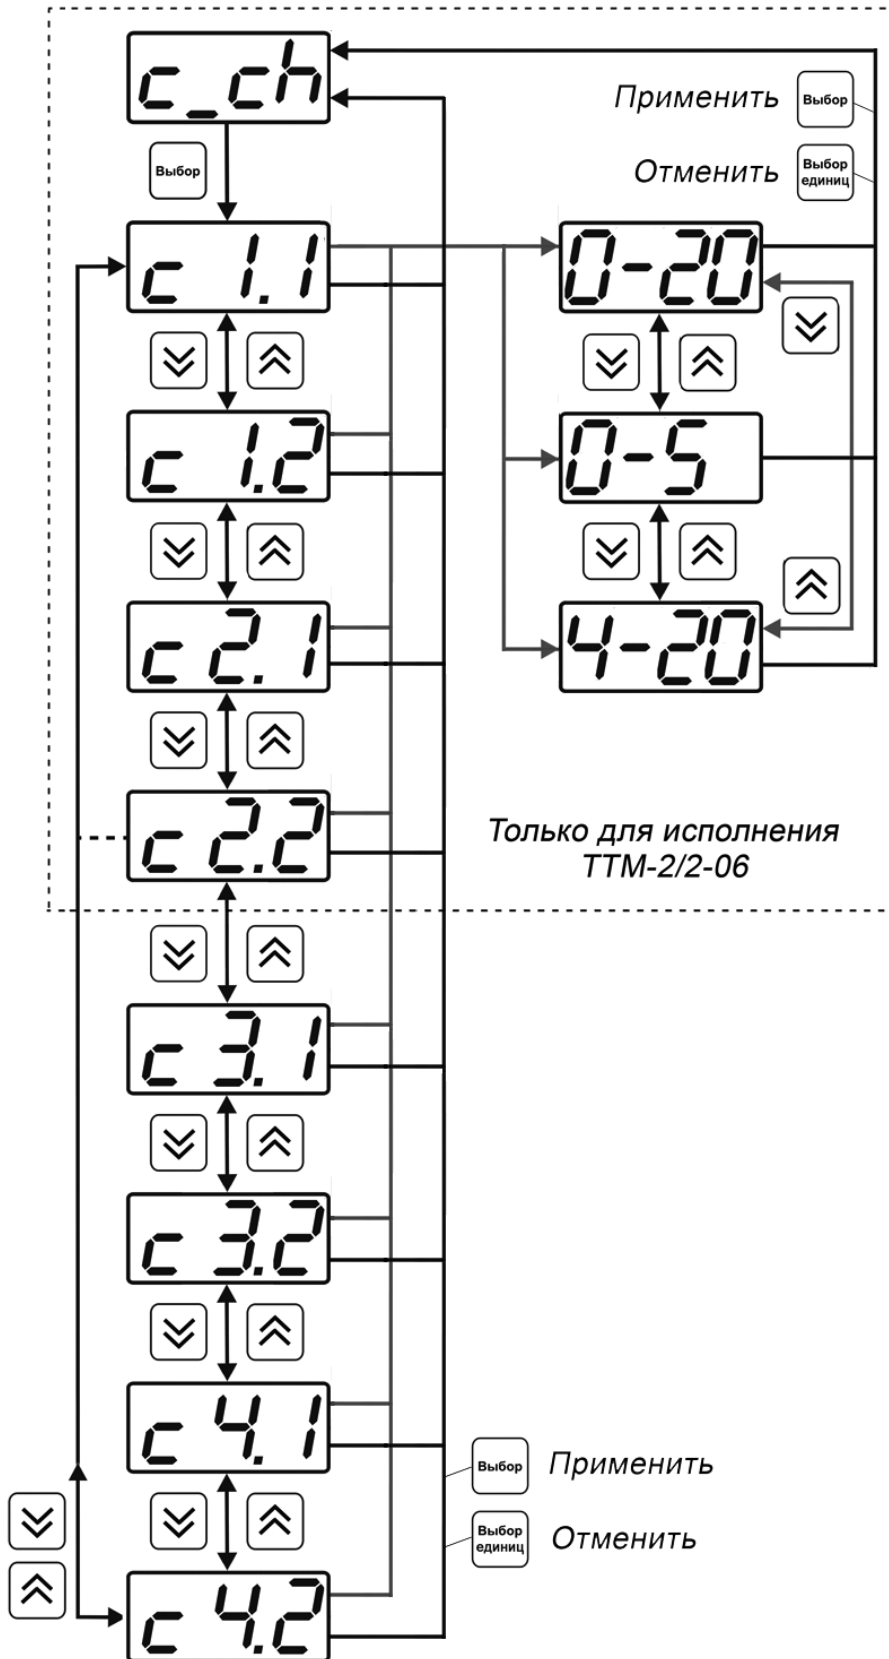 c_ch
Применить
Выбор
Выбор
Отменить
Выбор
единиц
c 1.1
0-20
c 1.2
0-5
c 2.1
4-20
c 2.2
Только для исполнения
ТТМ-2/2-06
c 3.1
c 3.2
c 4.1
Выбор
Применить
Выбор
единиц
Отменить
c 4.2